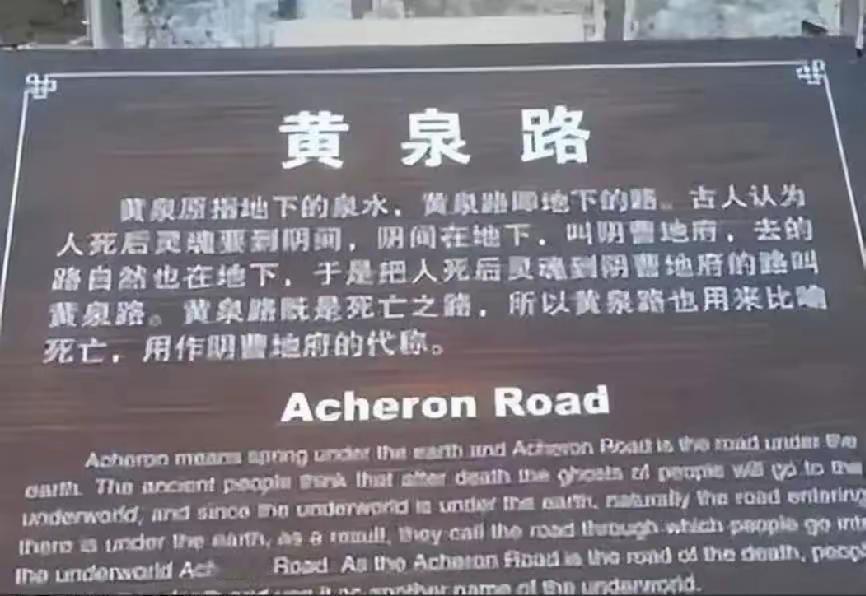 黄泉路
黄泉原指地下的泉水，黄泉路即地下的路。古人认为
人死后灵魂要到阴间，阴间在地下，叫阴曹地府，去的
路自然也在地下，于是把人死后灵魂到阴曹地府的路叫
黄泉路。黄泉路既是死亡之路，所以黄泉路也用来比喻
死亡，用作阴曹地府的代称。
Acheron Road
Acheron means spring under the earth and Acheron Road is the road under the
earth. The ancient people think that after death the ghosts of people will go to the
underworld, and since the underworld is under the earth, naturally the road entering
there is under the earth, as a result, they call the road through which people go into
the underworld Ach Road. As the Acheron Road is the road of the death,
it as another name of the underworld.